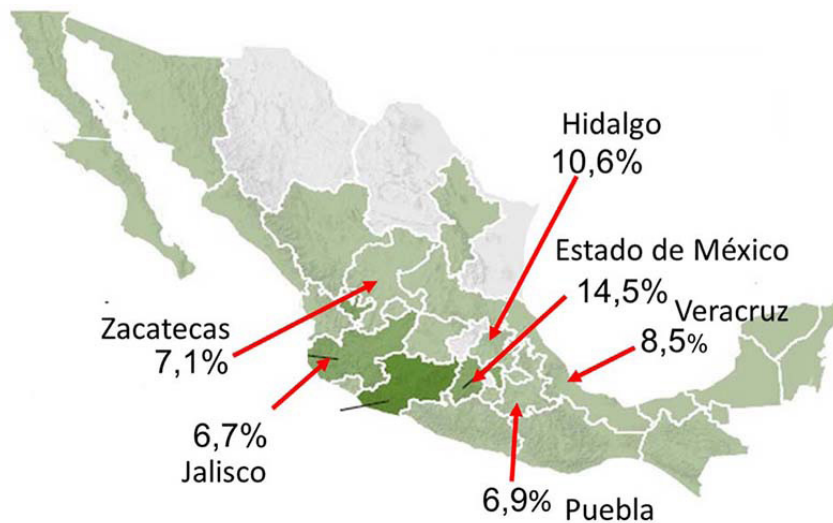 Hidalgo
10,6%
Estado de México
14,5%
Veracruz
8,5%
Zacatecas
7,1%
6,7%
Jalisco
6,9%
Puebla